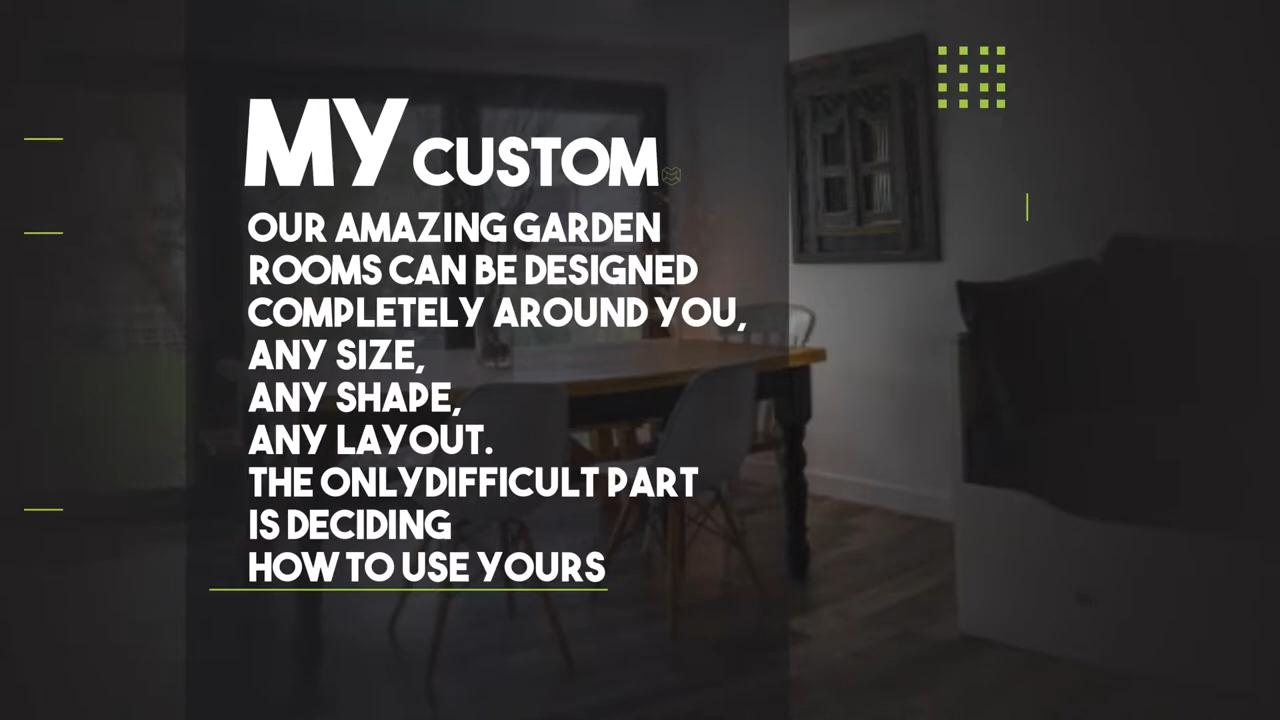 MY CUSTOM
OUR AMAZING GARDEN
ROOMS CAN BE DESIGNED
COMPLETELY AROUND YOU,
ANY SIZE,
ANY SHAPE,
ANY LAYOUT.
THE ONLYDIFFICULT PART
IS DECIDING
HOW TO USE YOURS